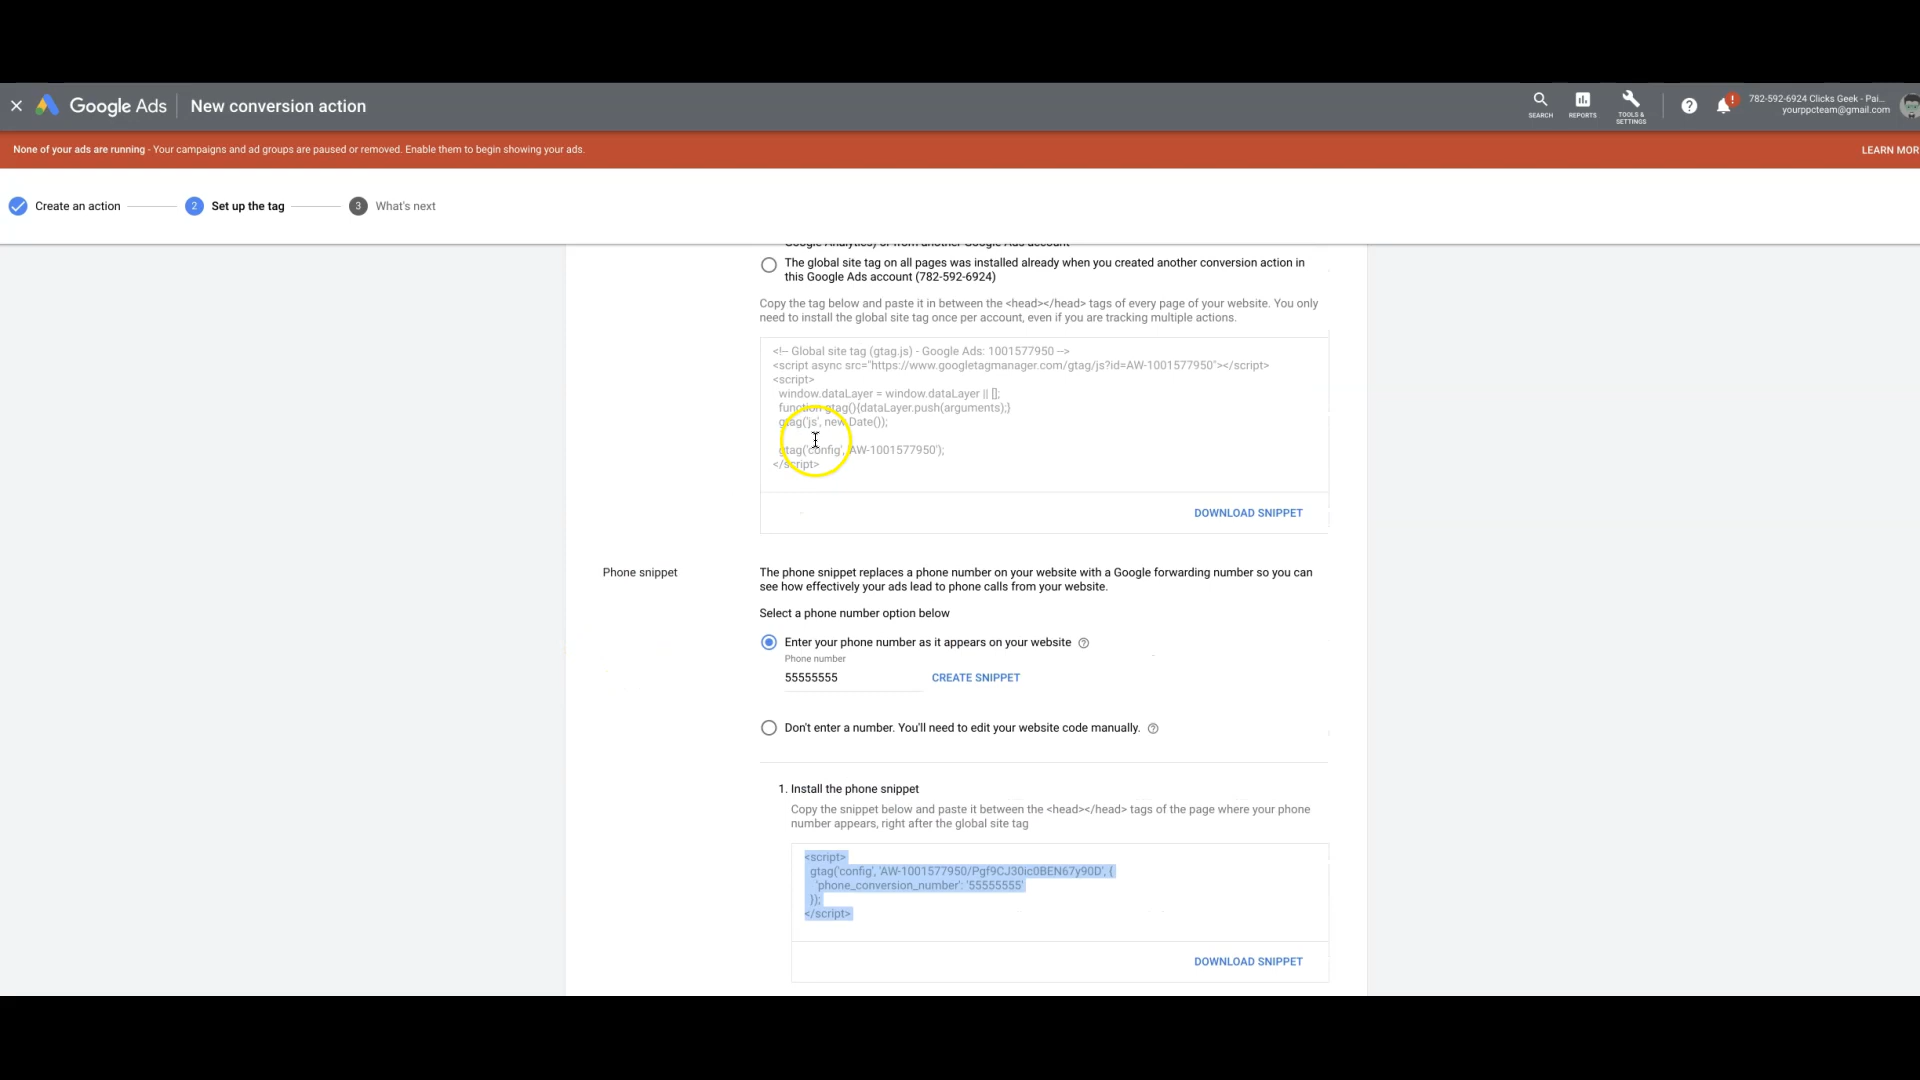 Google Ads
New conversion action
SEARCH
REPORTS
TOOLS &
SETTINGS
782-592-6924 Clicks Geek - Pai...
yourppcteam@gmail.com
None of your ads are running - Your campaigns and ad groups are paused or removed. Enable them to begin showing your ads.
LEARN MOR
Create an action
2
Set up the tag
3
What's next
Google Analytics) or from another Google Ads account
The global site tag on all pages was installed already when you created another conversion action in
this Google Ads account (782-592-6924)
Copy the tag below and paste it in between the <head></head> tags of every page of your website. You only
need to install the global site tag once per account, even if you are tracking multiple actions.
<!-- Global site tag (gtag.js) - Google Ads: 1001577950 -->
<script async src="https://www.googletagmanager.com/gtag/js?id=AW-1001577950"></script>
<script>
window.dataLayer = window.dataLayer || [];
function gtag(){dataLayer.push(arguments);}
gtag('js', new Date());
gtag('config', 'AW-1001577950');
</script>
DOWNLOAD SNIPPET
Phone snippet
The phone snippet replaces a phone number on your website with a Google forwarding number so you can
see how effectively your ads lead to phone calls from your website.
Select a phone number option below
Enter your phone number as it appears on your website
Phone number
55555555
CREATE SNIPPET
Don't enter a number. You'll need to edit your website code manually.
1. Install the phone snippet
Copy the snippet below and paste it between the <head></head> tags of the page where your phone
number appears, right after the global site tag
<script>
gtag('config', 'AW-1001577950/Pgf9CJ30ic0BEN67y90D', {
'phone_conversion_number': '55555555'
});
</script>
DOWNLOAD SNIPPET